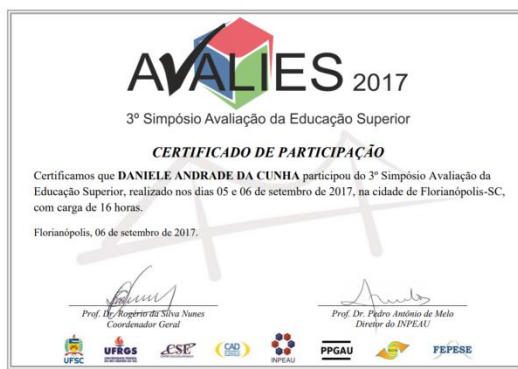 AVALIES 2017
3º Simpósio Avaliação da Educação Superior
CERTIFICADO DE PARTICIPAÇÃO
Certificamos que DANIELE ANDRADE DA CUNHA participou do 3º Simpósio Avaliação da
Educação Superior, realizado nos dias 05 e 06 de setembro de 2017, na cidade de Florianópolis-SC,
com carga de 16 horas.
Florianópolis, 06 de setembro de 2017.
Prof. Dr. Rogério da Silva Nunes
Coordenador Geral
Prof. Dr. Pedro Antônio de Melo
Diretor do INPEAU
UFSC
UFRGS
CSE
CAD
INPEAU
PPGAU
FEPESE